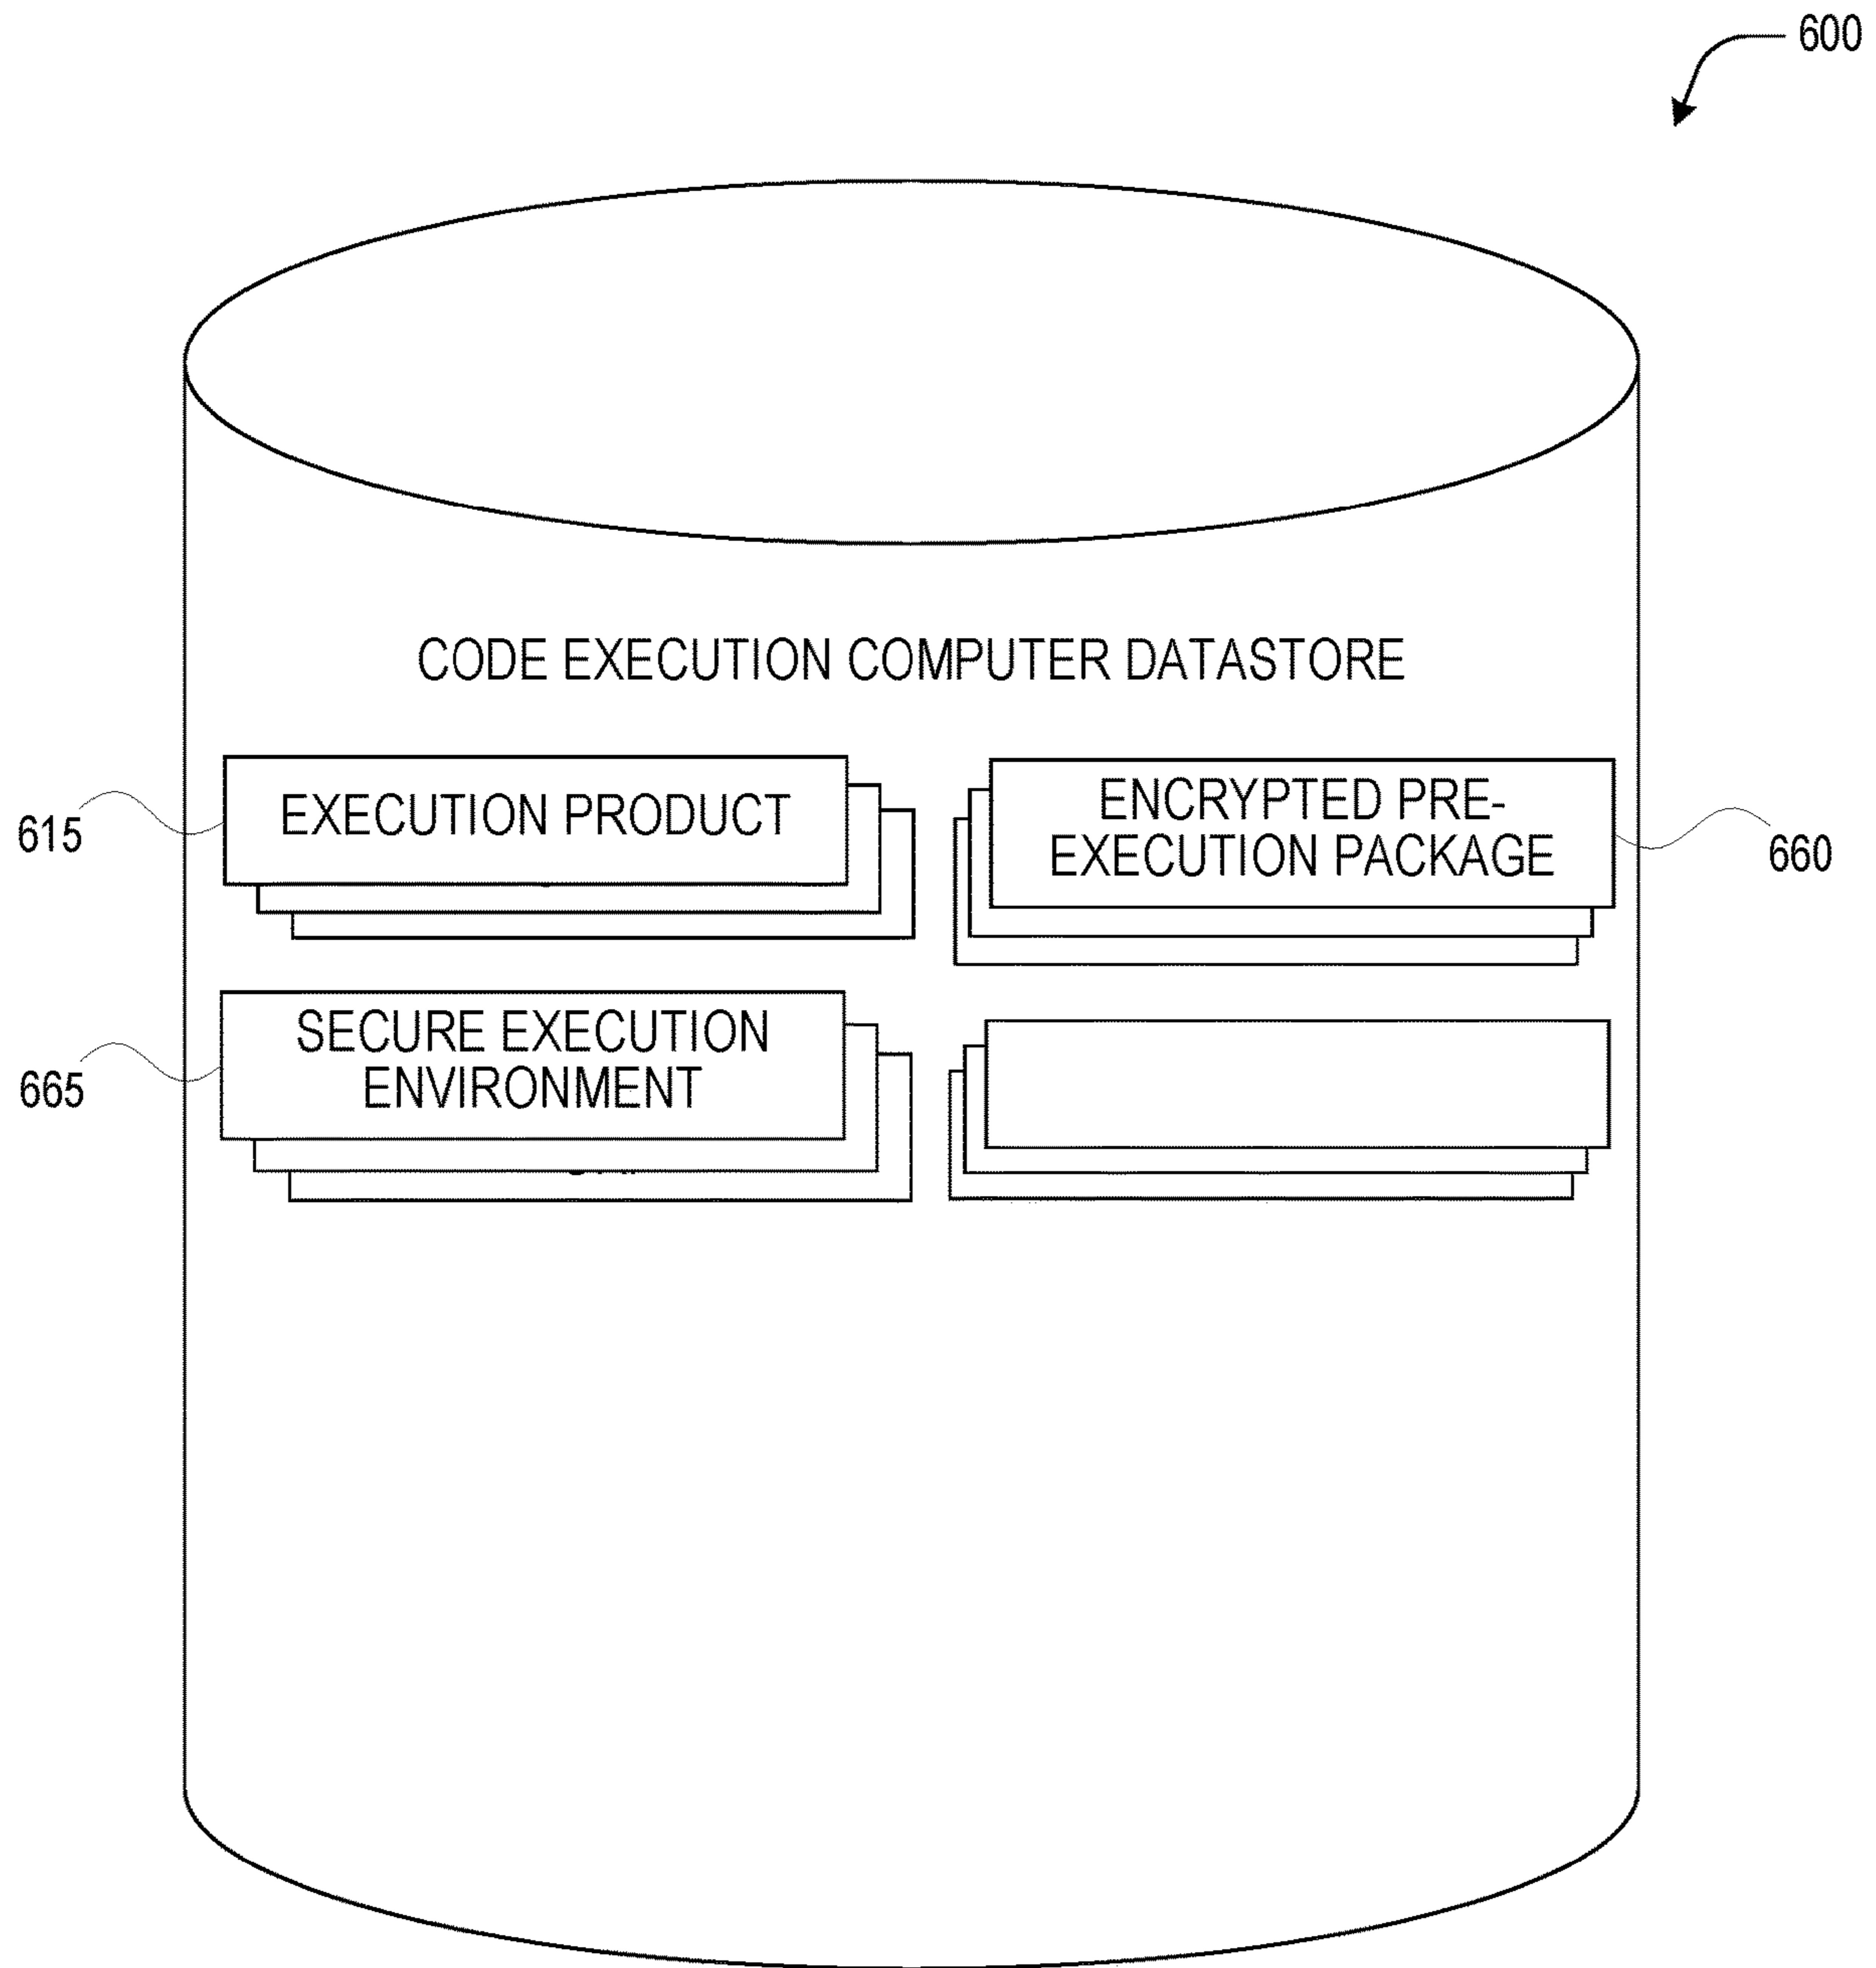 600
CODE EXECUTION COMPUTER DATASTORE
EXECUTION PRODUCT
615
ENCRYPTED PRE-
EXECUTION PACKAGE
660
SECURE EXECUTION
ENVIRONMENT
665